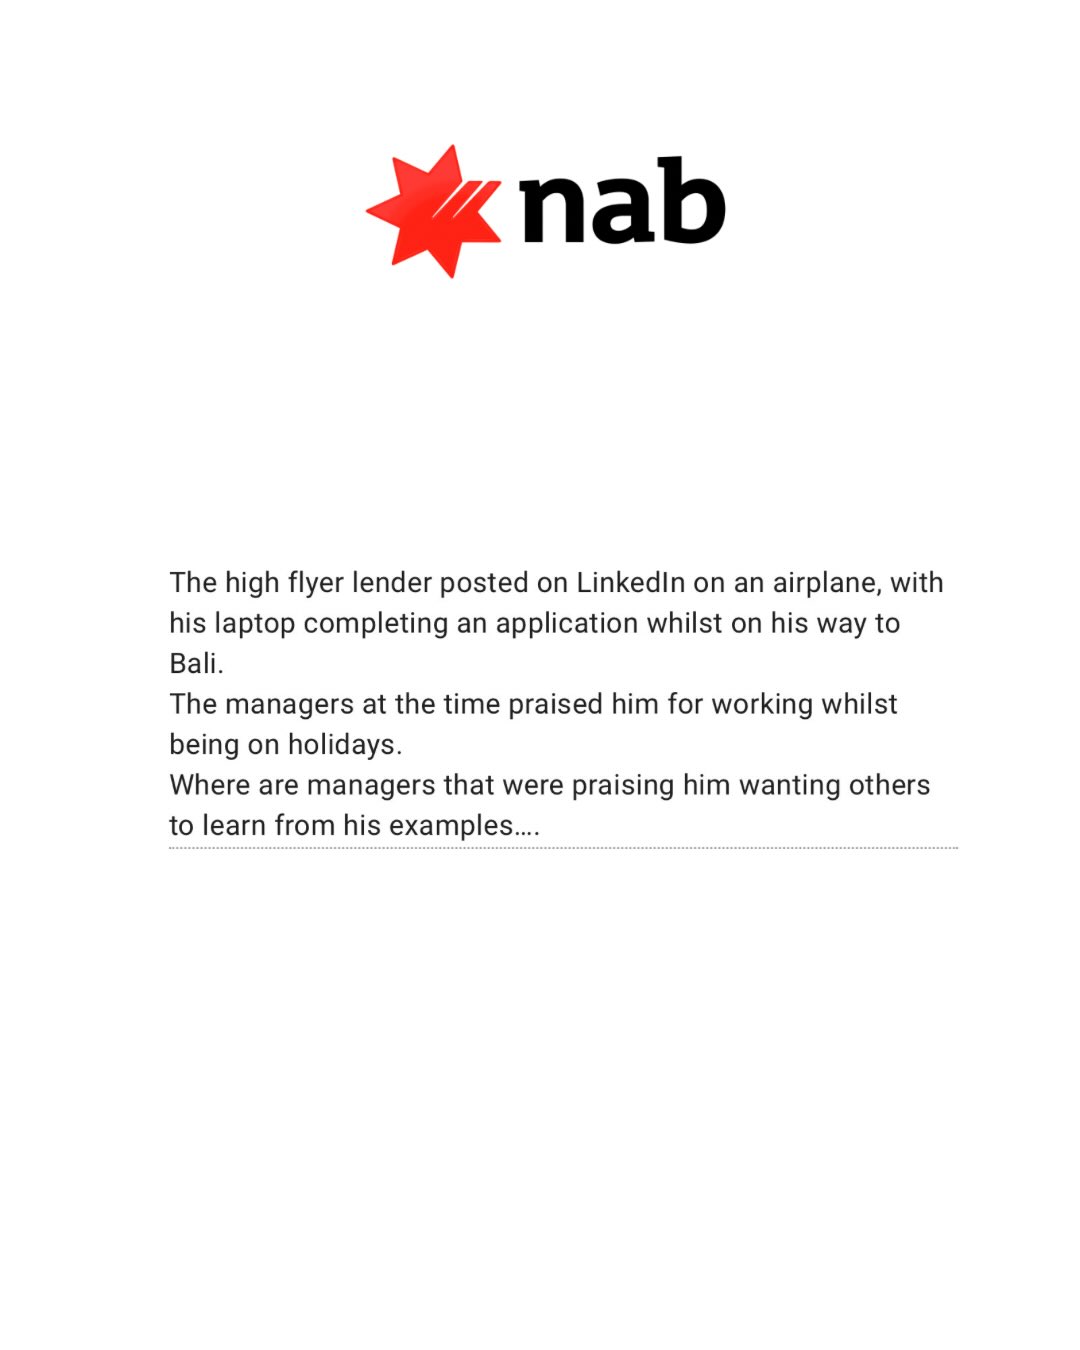 nab
The high flyer lender posted on LinkedIn on an airplane, with
his laptop completing an application whilst on his way to
Bali.
The managers at the time praised him for working whilst
being on holidays.
Where are managers that were praising him wanting others
to learn from his examples....